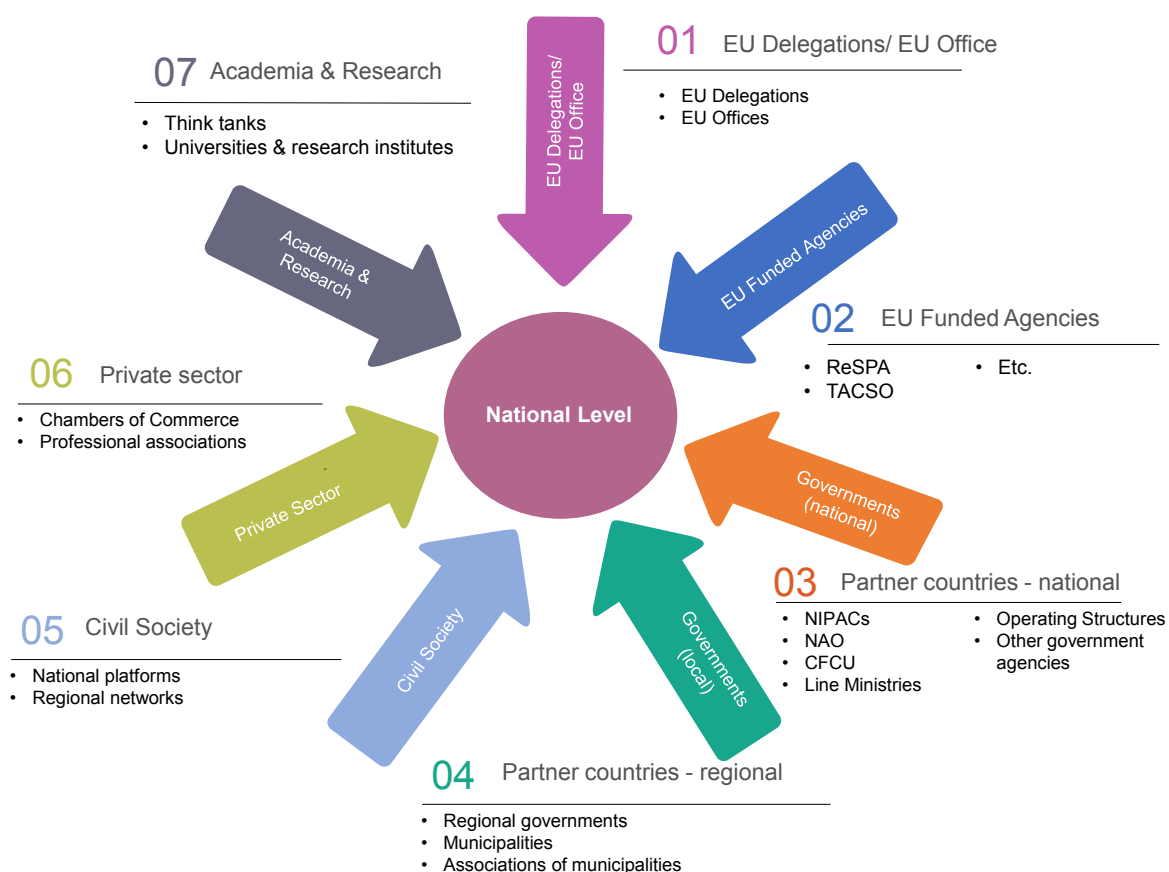 01 EU Delegations/ EU Office
• EU Delegations
• EU Offices
EU Delegations/
EU Office
07 Academia & Research
• Think tanks
• Universities & research institutes
Academia &
Research
EU Funded Agencies
02 EU Funded Agencies
• ReSPA
• TACSO
• Etc.
06 Private sector
• Chambers of Commerce
• Professional associations
Private Sector
National Level
Governments
(national)
03 Partner countries - national
• NIPACs
• NAO
• CFCU
• Line Ministries
• Operating Structures
• Other government
agencies
05 Civil Society
• National platforms
• Regional networks
Civil Society
Governments
(local)
04 Partner countries - regional
• Regional governments
• Municipalities
• Associations of municipalities